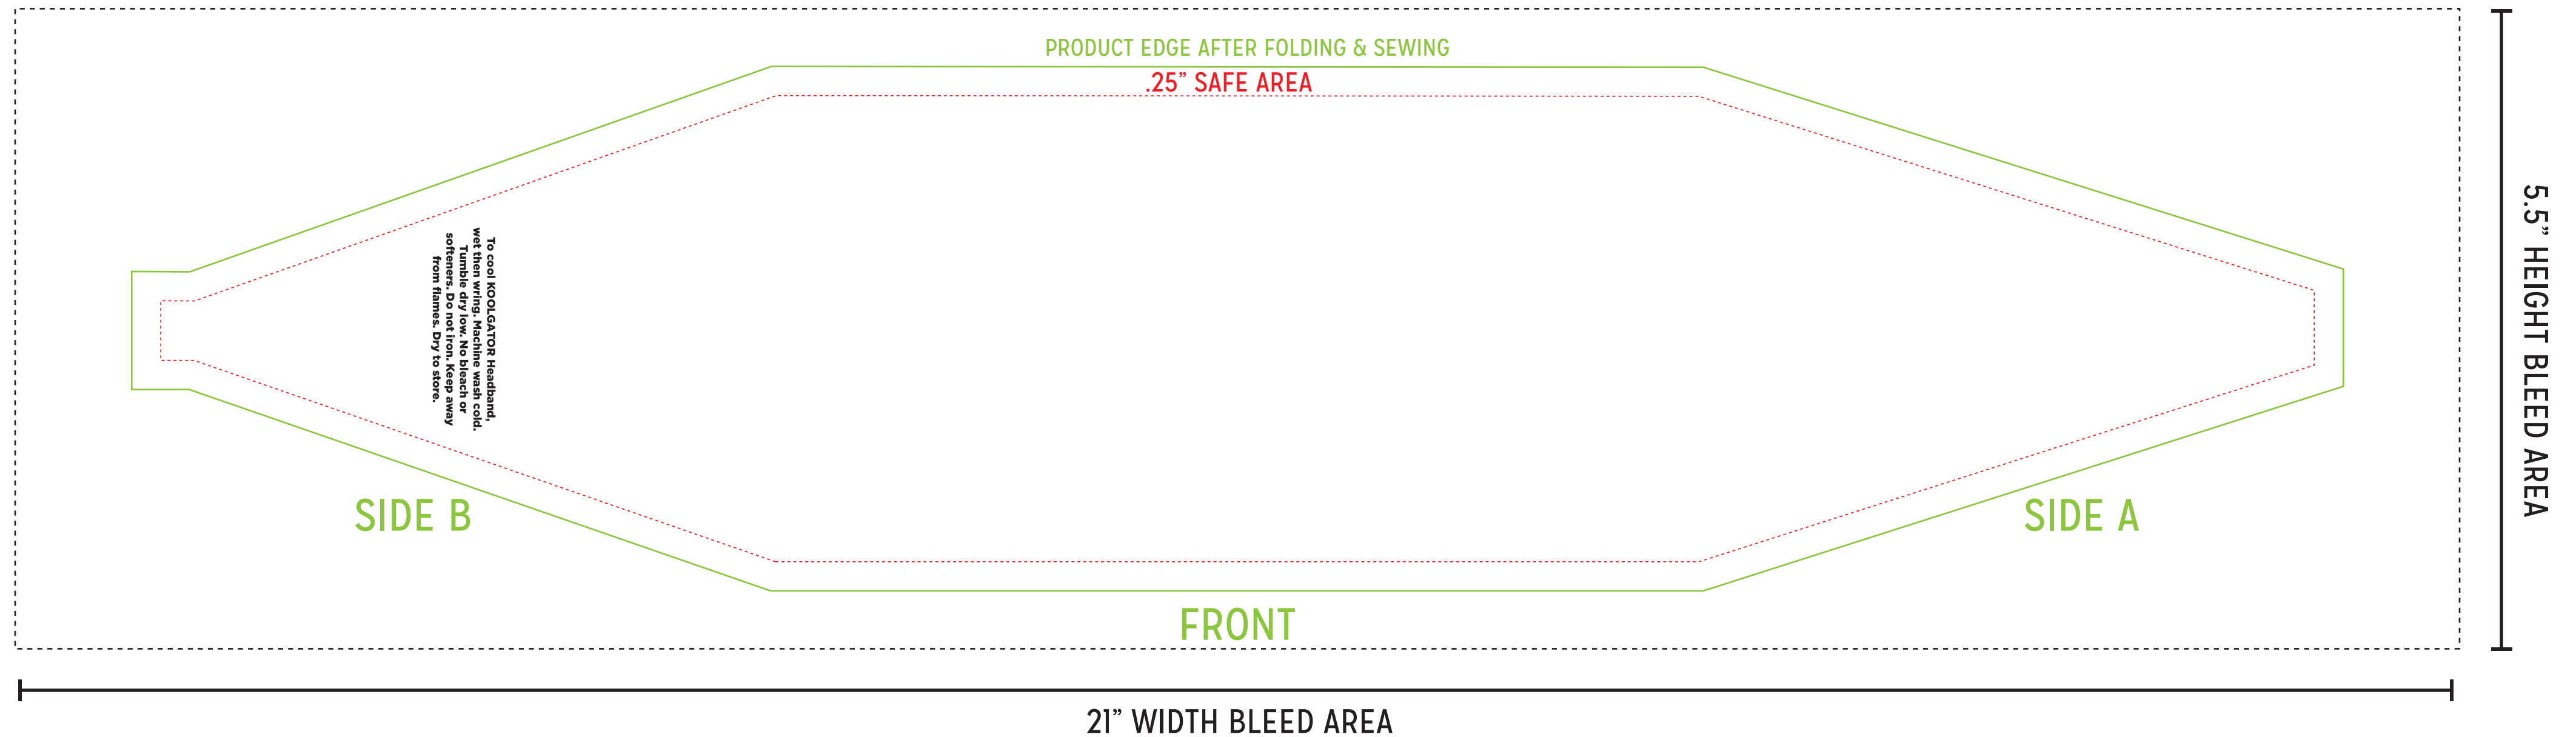 PRODUCT EDGE AFTER FOLDING & SEWING
.25” SAFE AREA
To cool KOOLGATOR Headband,
wet then wring. Machine wash cold.
Tumble dry low. No bleach or
softeners. Do not iron. Keep away
from flames. Dry to store.
SIDE B
SIDE A
FRONT
5.5” HEIGHT BLEED AREA
21” WIDTH BLEED AREA